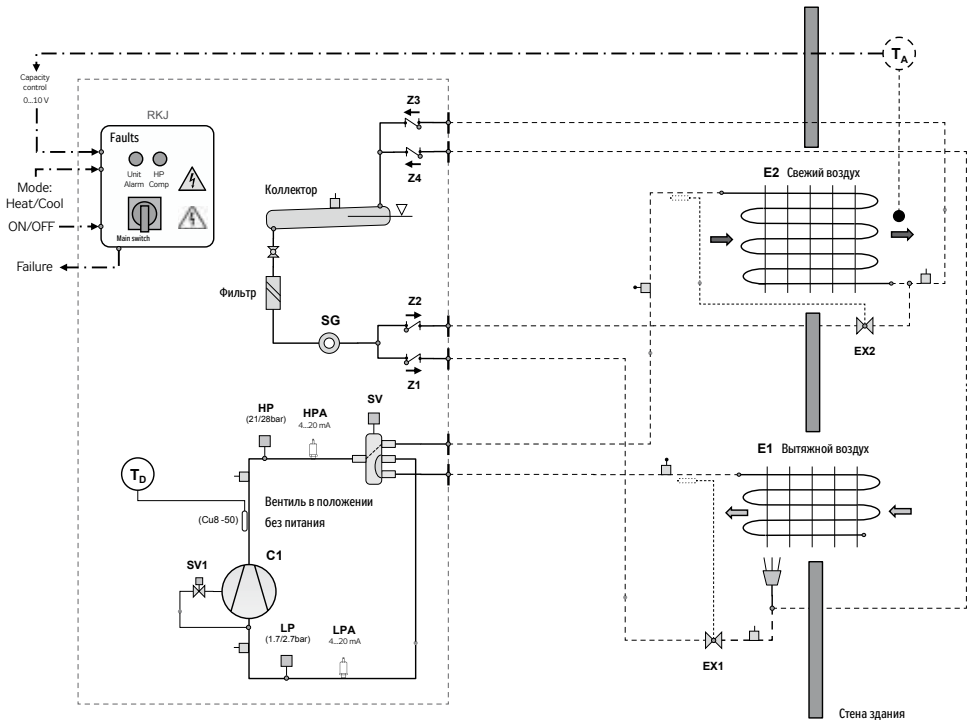 T_A
Capacity
control
0...10 V
RKJ
Faults
Unit
Alarm
HP
Comp
Main switch
Mode:
Heat/Cool
ON/OFF
Failure
Z3
Z4
Коллектор
Фильтр
SG
Z2
Z1
E2 Свежий воздух
EX2
HP
(21/28bar)
HPA
4...20 mA
SV
E1 Вытяжной воздух
T_D
Вентиль в положении
без питания
(Cu8 -50)
C1
SV1
LP
(1.7/2.7bar)
LPA
4...20 mA
EX1
Стена здания